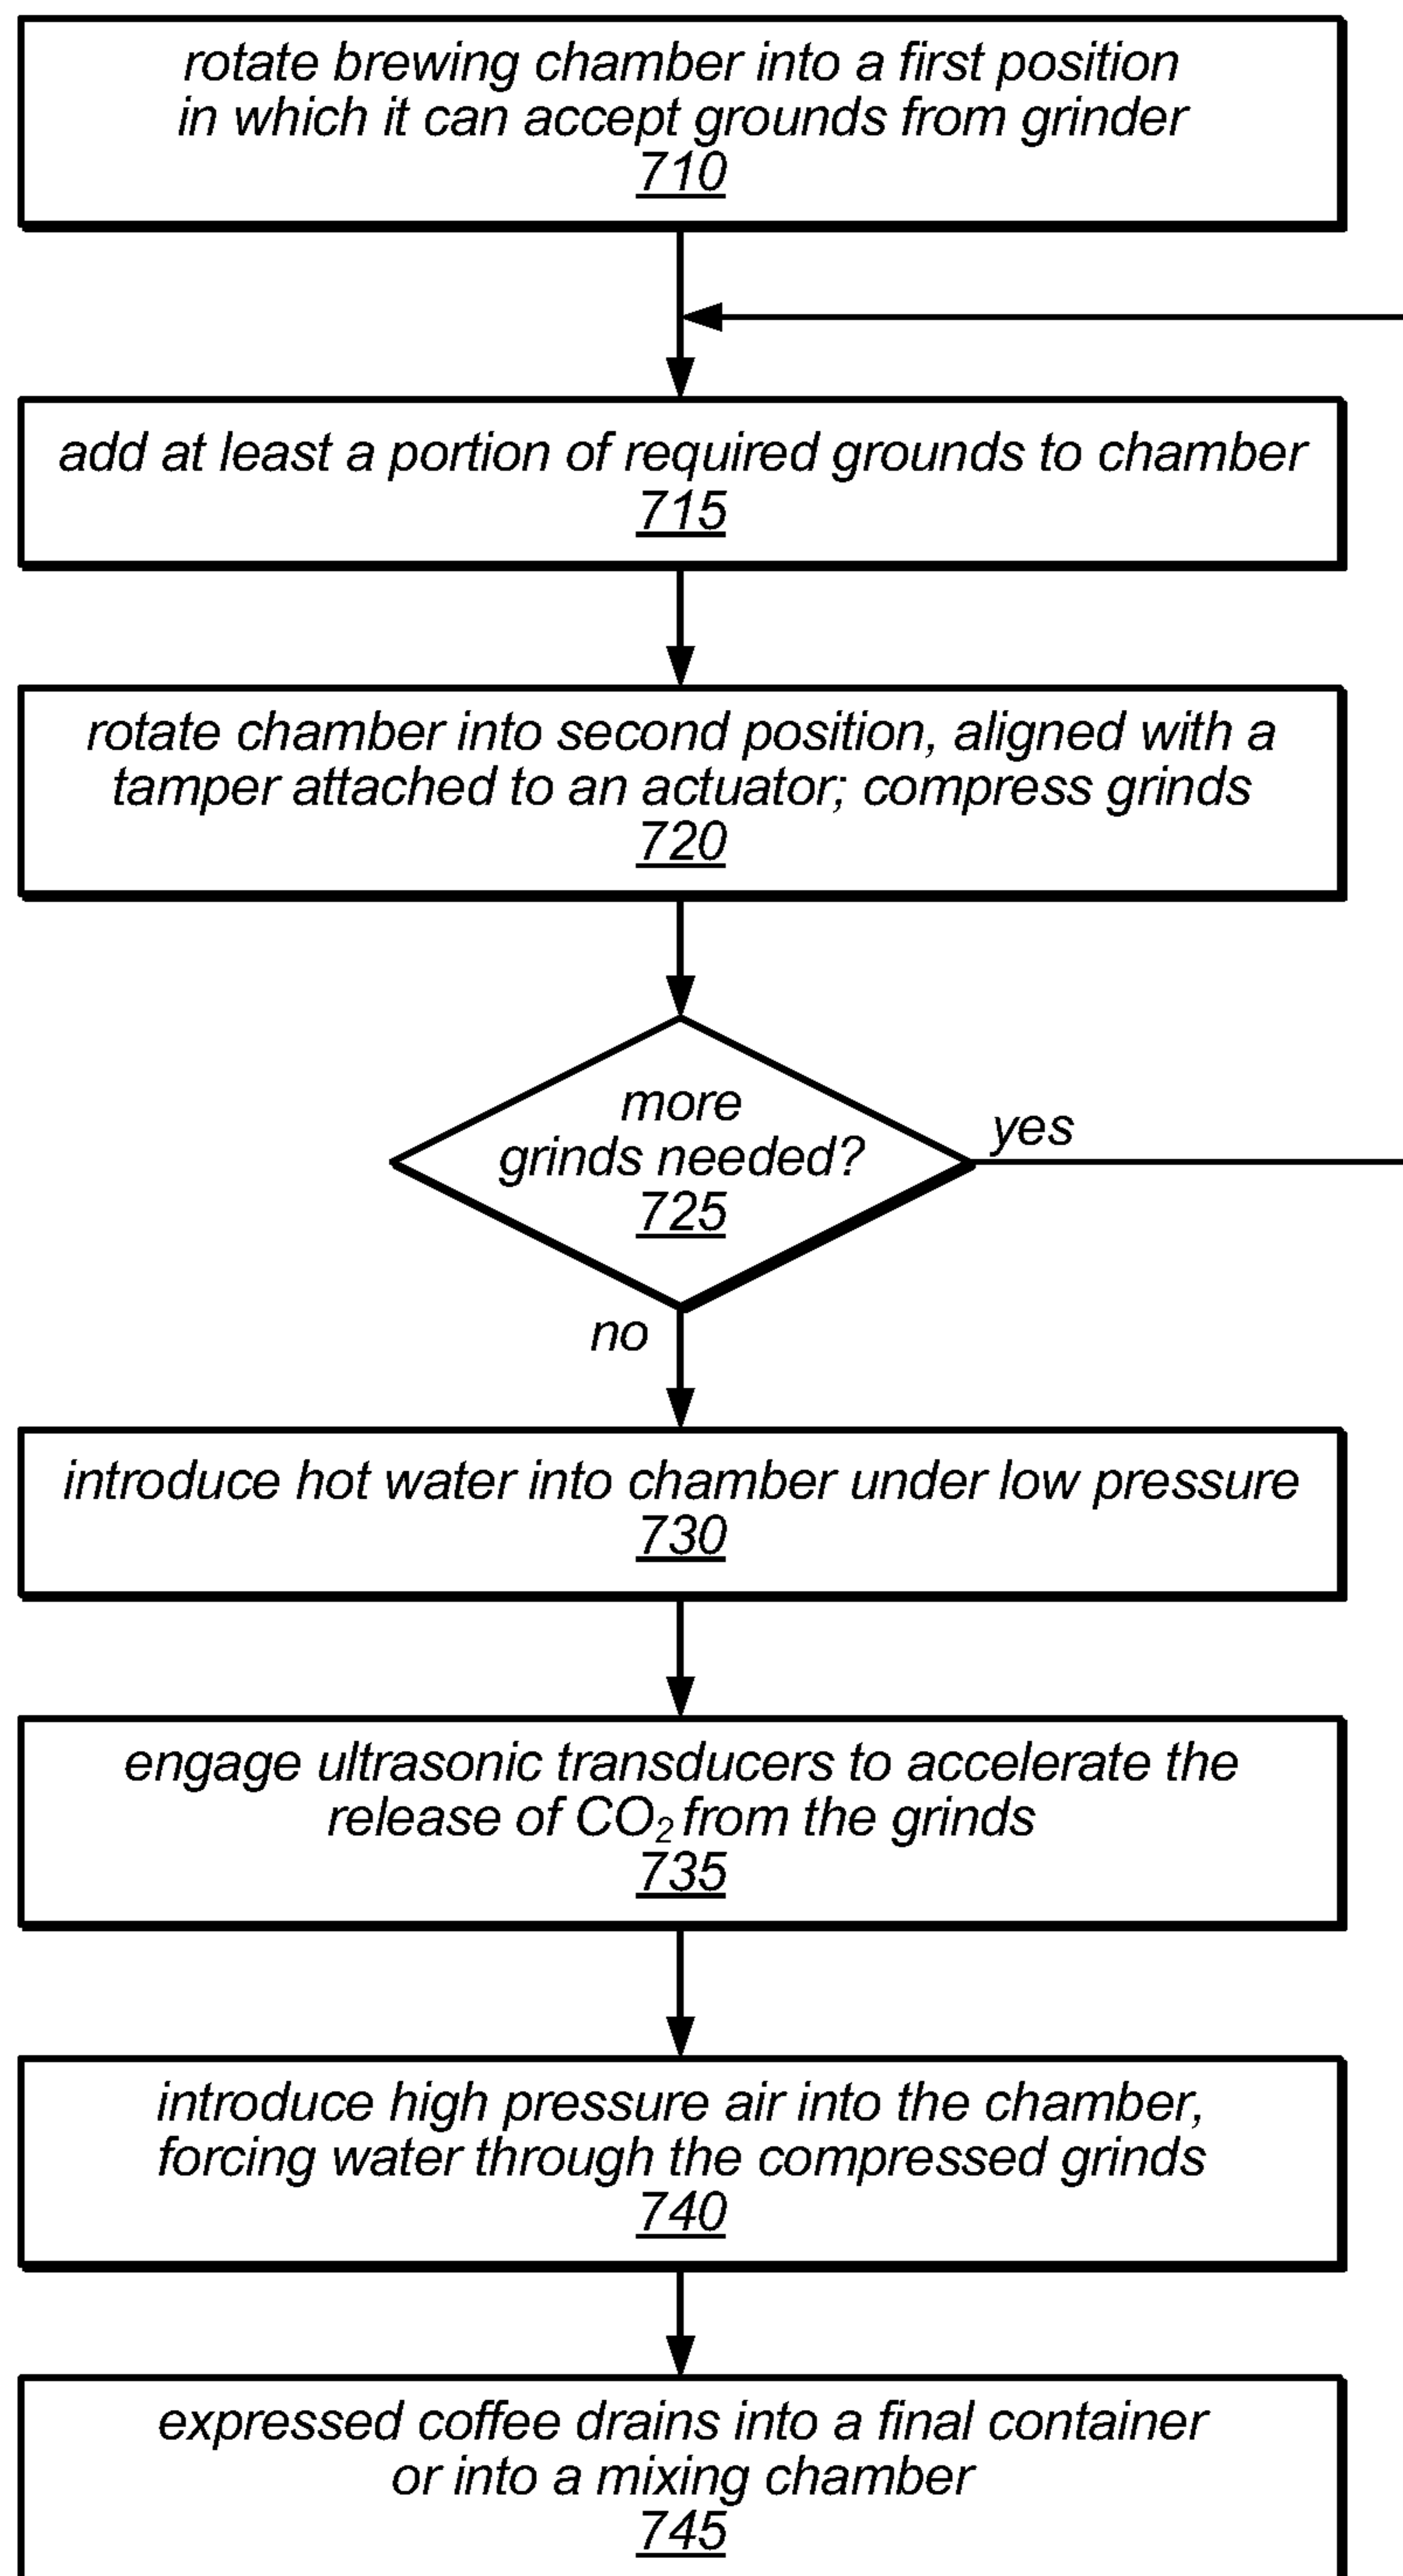 rotate brewing chamber into a first position
in which it can accept grounds from grinder
710
add at least a portion of required grounds to chamber
715
rotate chamber into second position, aligned with a
tamper attached to an actuator; compress grinds
720
more
grinds needed?
725
yes
no
introduce hot water into chamber under low pressure
730
engage ultrasonic transducers to accelerate the
release of CO₂ from the grinds
735
introduce high pressure air into the chamber,
forcing water through the compressed grinds
740
expressed coffee drains into a final container
or into a mixing chamber
745